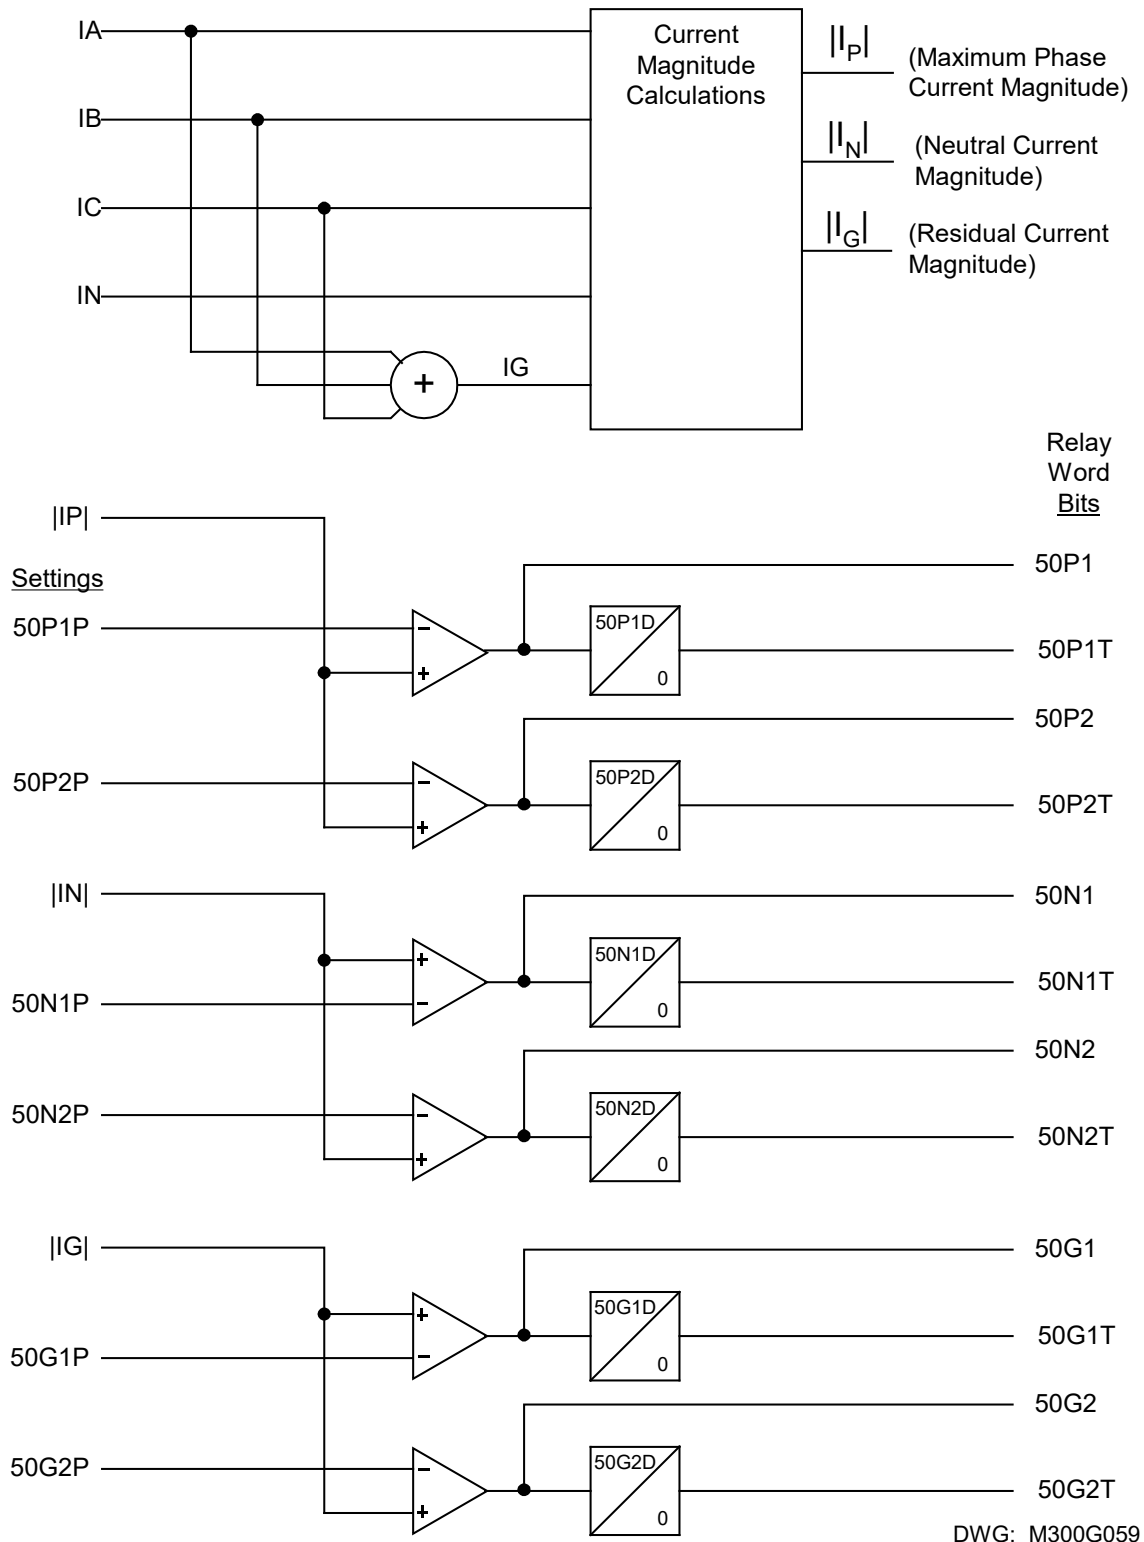 IA
IB
IC
IN
IG
+
Current
Magnitude
Calculations
|I_P|
(Maximum Phase
Current Magnitude)
|I_N|
(Neutral Current
Magnitude)
|I_G|
(Residual Current
Magnitude)
Relay
Word
Bits
|IP|
Settings
50P1P
−
+
50P1D
0
50P1
50P1T
50P2P
−
+
50P2D
0
50P2
50P2T
|IN|
50N1P
+
−
50N1D
0
50N1
50N1T
50N2P
−
+
50N2D
0
50N2
50N2T
|IG|
50G1P
+
−
50G1D
0
50G1
50G1T
50G2P
−
+
50G2D
0
50G2
50G2T
DWG: M300G059